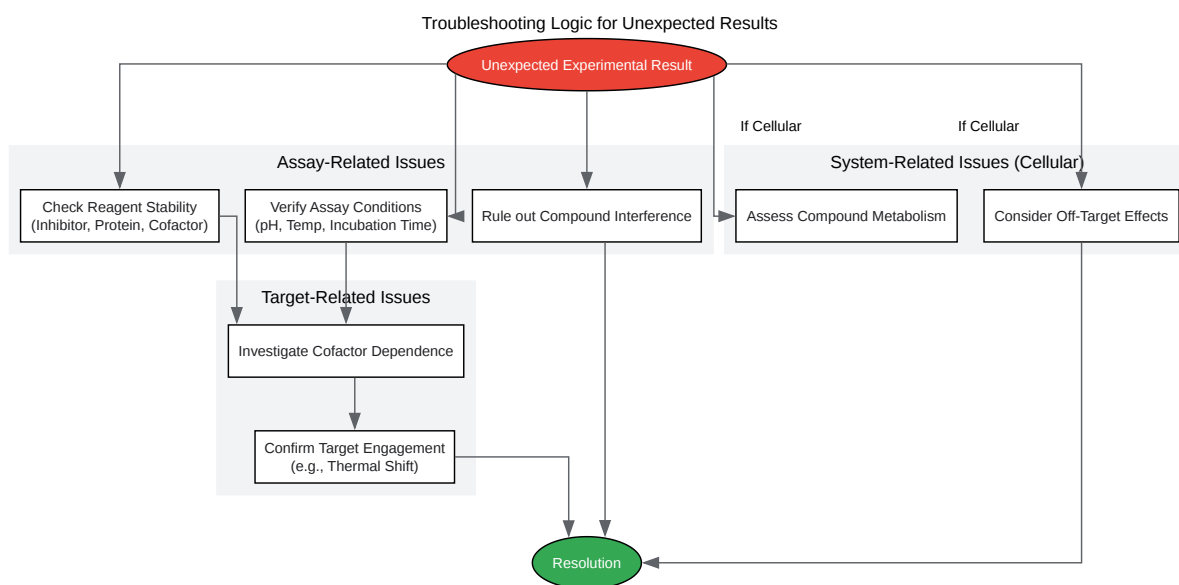 Troubleshooting Logic for Unexpected Results
Unexpected Experimental Result
If Cellular
If Cellular
Assay-Related Issues
System-Related Issues (Cellular)
Check Reagent Stability
(Inhibitor, Protein, Cofactor)
Verify Assay Conditions
(pH, Temp, Incubation Time)
Rule out Compound Interference
Assess Compound Metabolism
Consider Off-Target Effects
Target-Related Issues
Investigate Cofactor Dependence
Confirm Target Engagement
(e.g., Thermal Shift)
Resolution